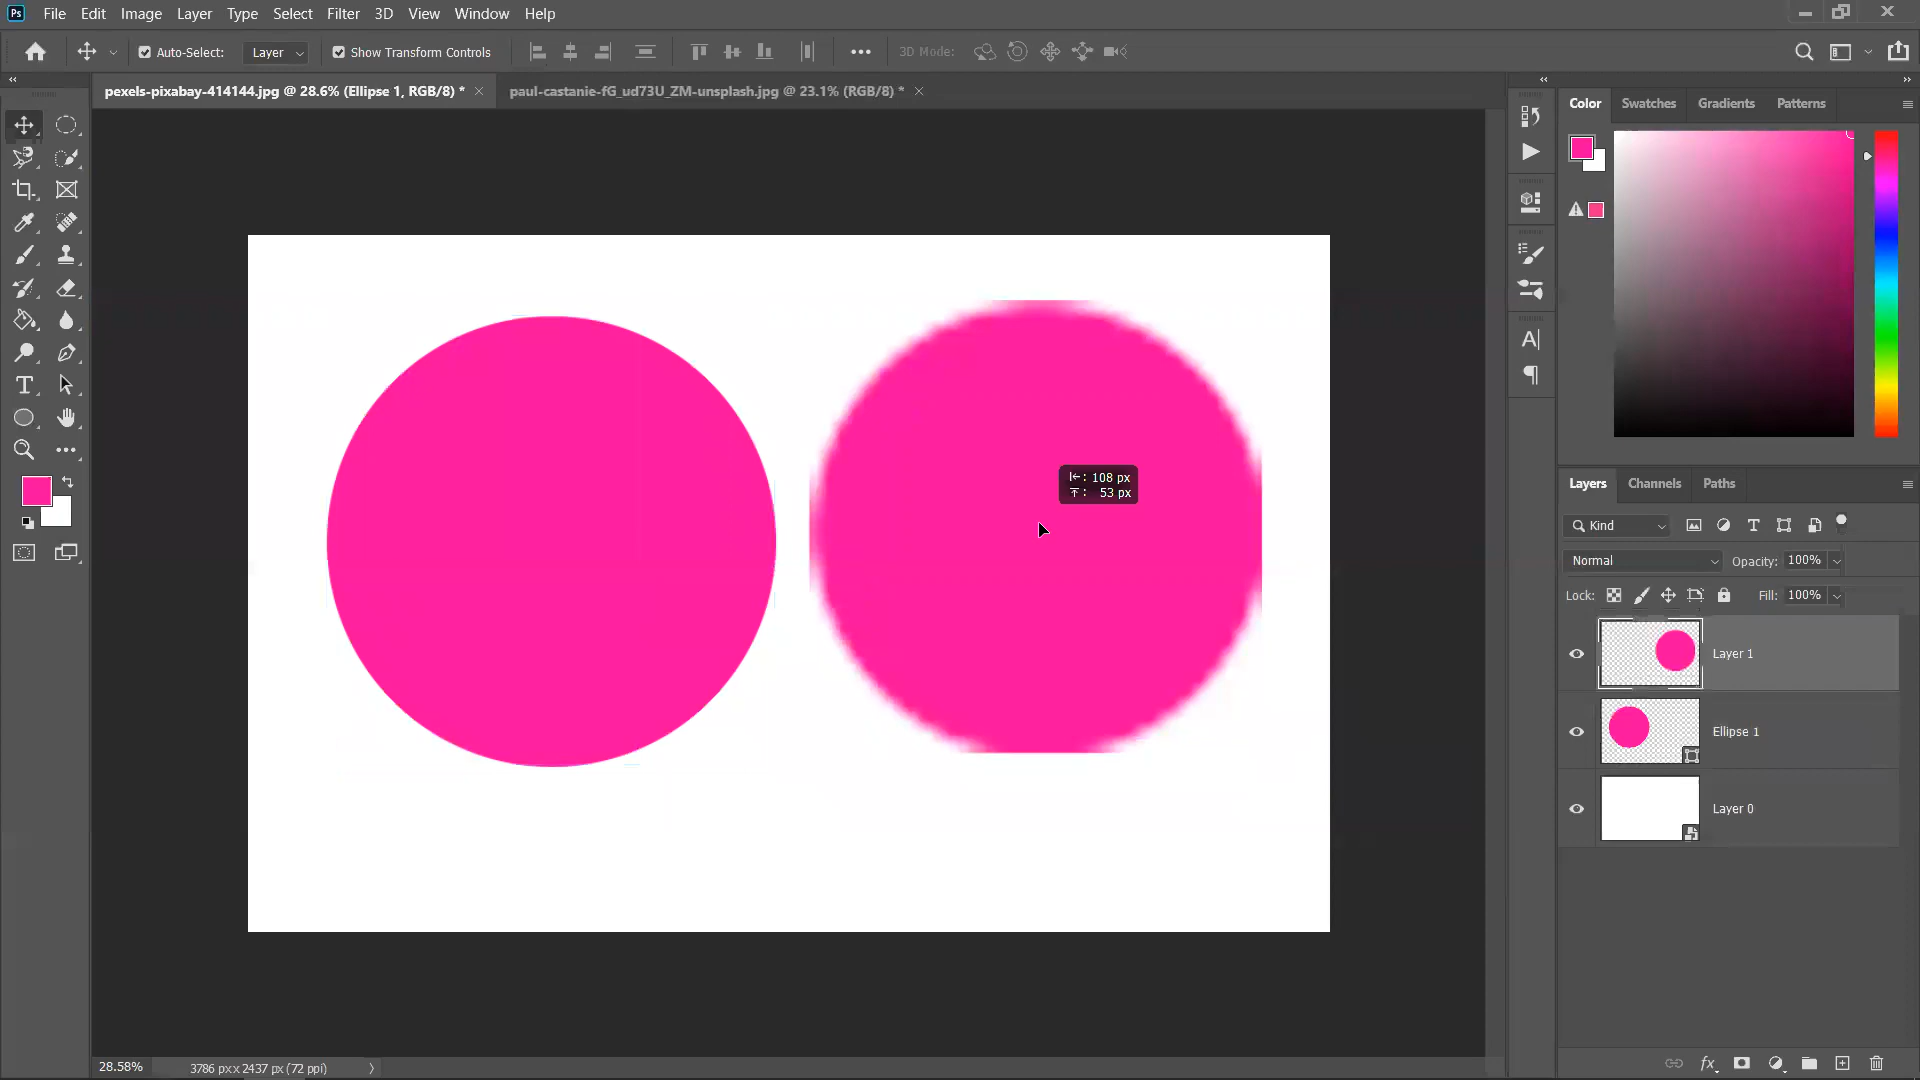 Ps File Edit Image Layer Type Select Filter 3D View Window Help
Auto-Select: Layer Show Transform Controls 3D Mode:
pexels-pixabay-414144.jpg @ 28.6% (Ellipse 1, RGB/8) * paul-castanie-fG_ud73U_ZM-unsplash.jpg @ 23.1% (RGB/8) *
Color Swatches Gradients Patterns
108 px
53 px
Layers Channels Paths
Kind
Normal Opacity: 100%
Lock: Fill: 100%
Layer 1
Ellipse 1
Layer 0
28.58% 3786 px x 2437 px (72 ppi)
fx